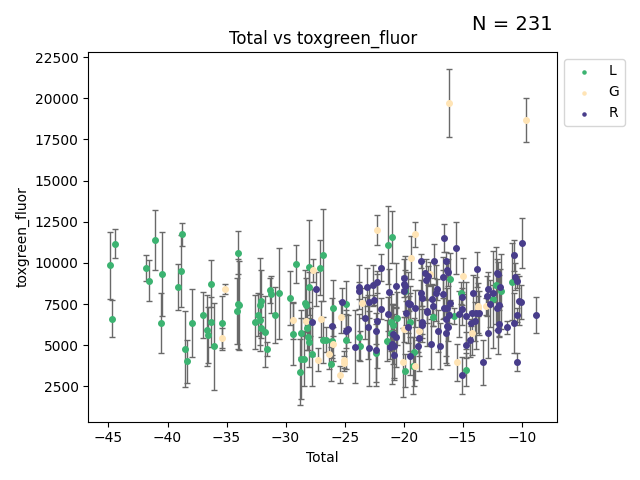 N = 231
Total vs toxgreen_fluor
22500
20000
17500
15000
12500
10000
7500
5000
2500
toxgreen_fluor
−45
−40
−35
−30
−25
−20
−15
−10
Total
L
G
R